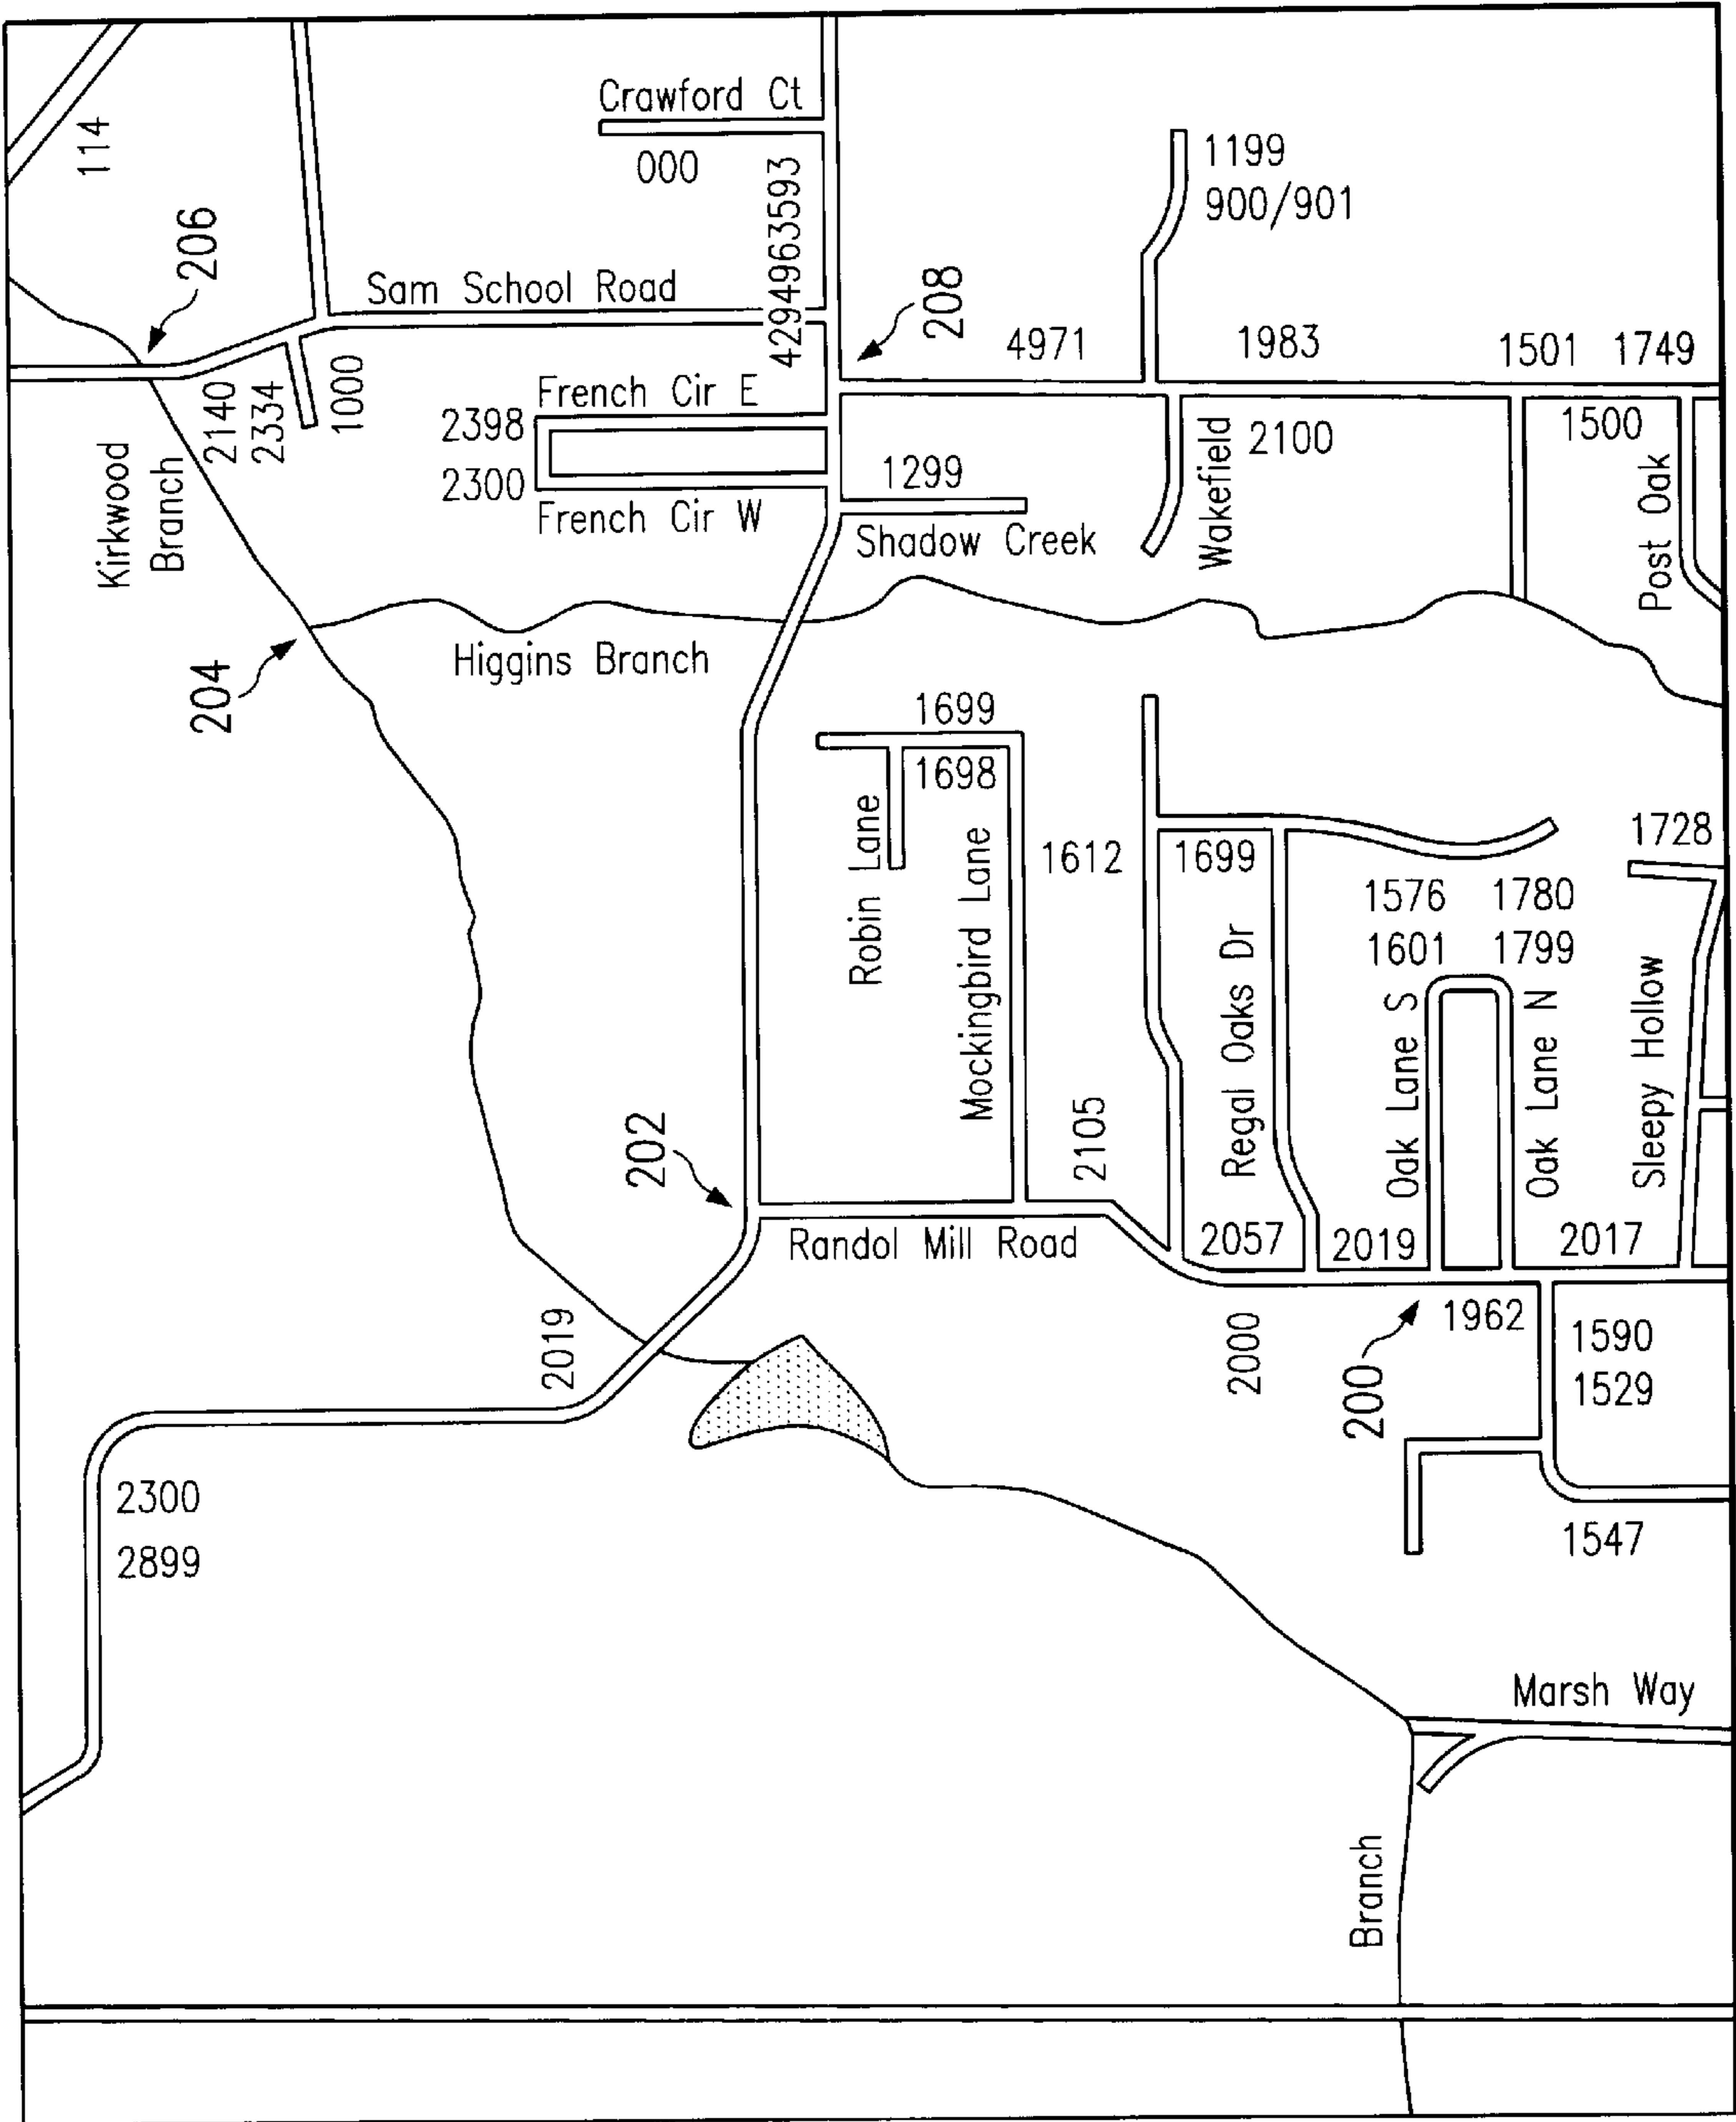 114
206
Crawford Ct
000
4294963593
Sam School Road
1199
900/901
208
4971
1983
1501
1749
2140
2334
1000
Kirkwood
Branch
French Cir E
2398
2300
French Cir W
1299
Shadow Creek
Wakefield
2100
1500
Post Oak
204
Higgins Branch
1699
1698
Robin Lane
Mockingbird Lane
1612
1699
1728
1576
1601
1780
1799
Regal Oaks Dr
Oak Lane S
Oak Lane N
Sleepy Hollow
202
2105
Randol Mill Road
2057
2019
2017
2019
2000
200
1962
1590
1529
1547
2300
2899
Marsh Way
Branch